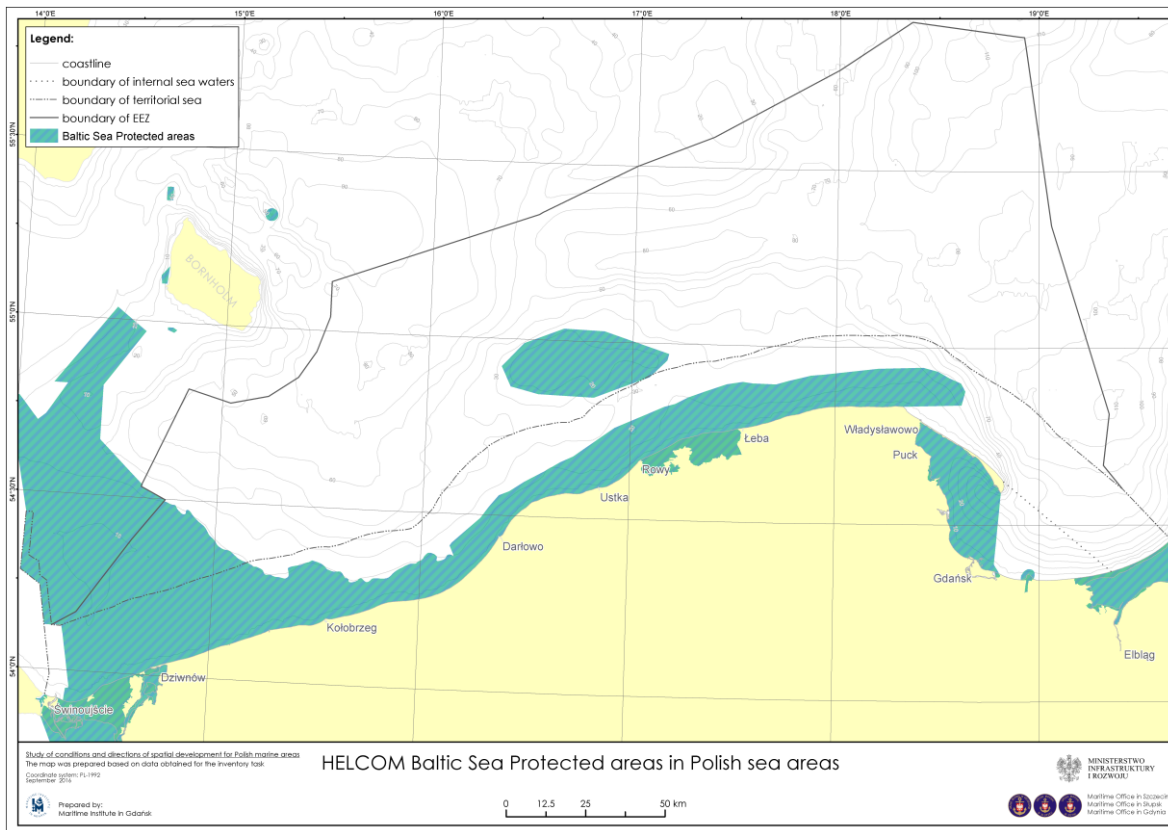 14°0'E 15°0'E 16°0'E 17°0'E 18°0'E 19°0'E
Legend:
coastline
boundary of internal sea waters
boundary of territorial sea
boundary of EEZ
Baltic Sea Protected areas
55°30'N
BORNHOLM
55°0'N
Władysławowo
Łeba
Puck
Rowy
54°30'N
Ustka
Darłowo
Gdańsk
Kołobrzeg
Elbląg
54°0'N
Dziwnów
Świnoujście
Study of conditions and directions of spatial development for Polish marine areas
The map was prepared based on data obtained for the inventory task
Coordinate system: PL-1992
September 2014
Prepared by:
Maritime Institute in Gdańsk
HELCOM Baltic Sea Protected areas in Polish sea areas
0 12.5 25 50 km
MINISTERSTWO
INFRASTRUKTURY
I ROZWOJU
Maritime Office in Szczecin
Maritime Office in Słupsk
Maritime Office in Gdynia